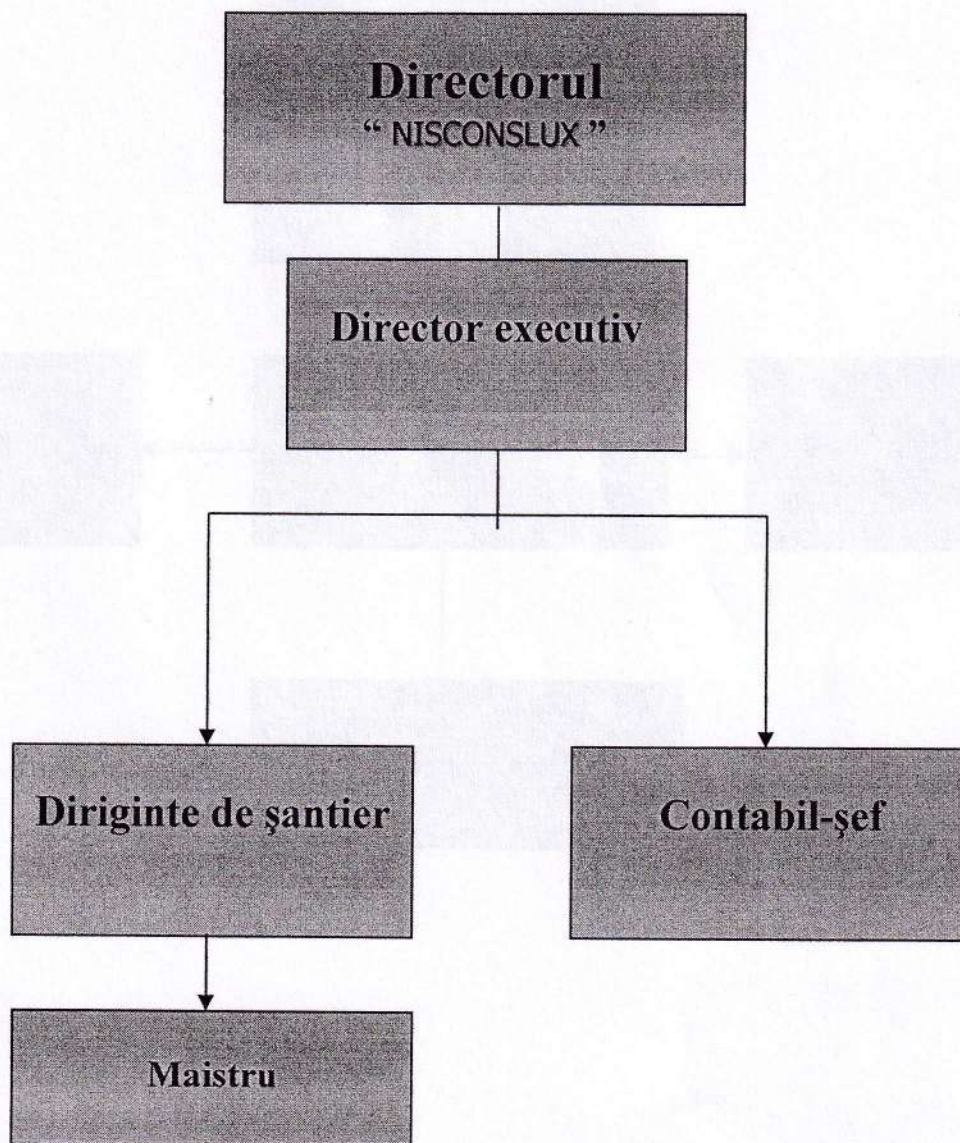 Directorul
“ NISCONSLUX ”
Director executiv
Diriginte de şantier
Contabil-şef
Maistru